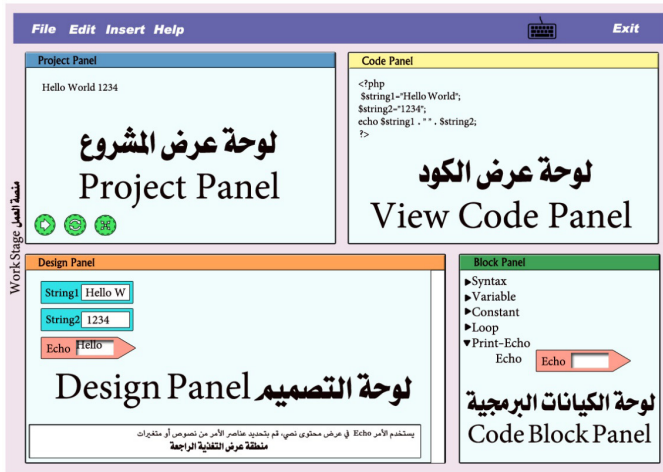 File Edit Insert Help Exit
Project Panel
Hello World 1234
لوحة عرض المشروع
Project Panel
Code Panel
<?php
$string1="Hello World";
$string2="1234";
echo $string1 . " " . $string2;
?>
لوحة عرض الكود
View Code Panel
Work Stage منصة العمل
Design Panel
String1 Hello W
String2 1234
Echo Hello
Design Panel لوحة التصميم
يستخدم الأمر Echo في عرض محتوى نصي، قم بتحديد عناصر الأمر من نصوص أو متغيرات
منطقة عرض التغذية الراجعة
Block Panel
▶Syntax
▶Variable
▶Constant
▶Loop
▼Print-Echo
Echo Echo
لوحة الكيانات البرمجية
Code Block Panel